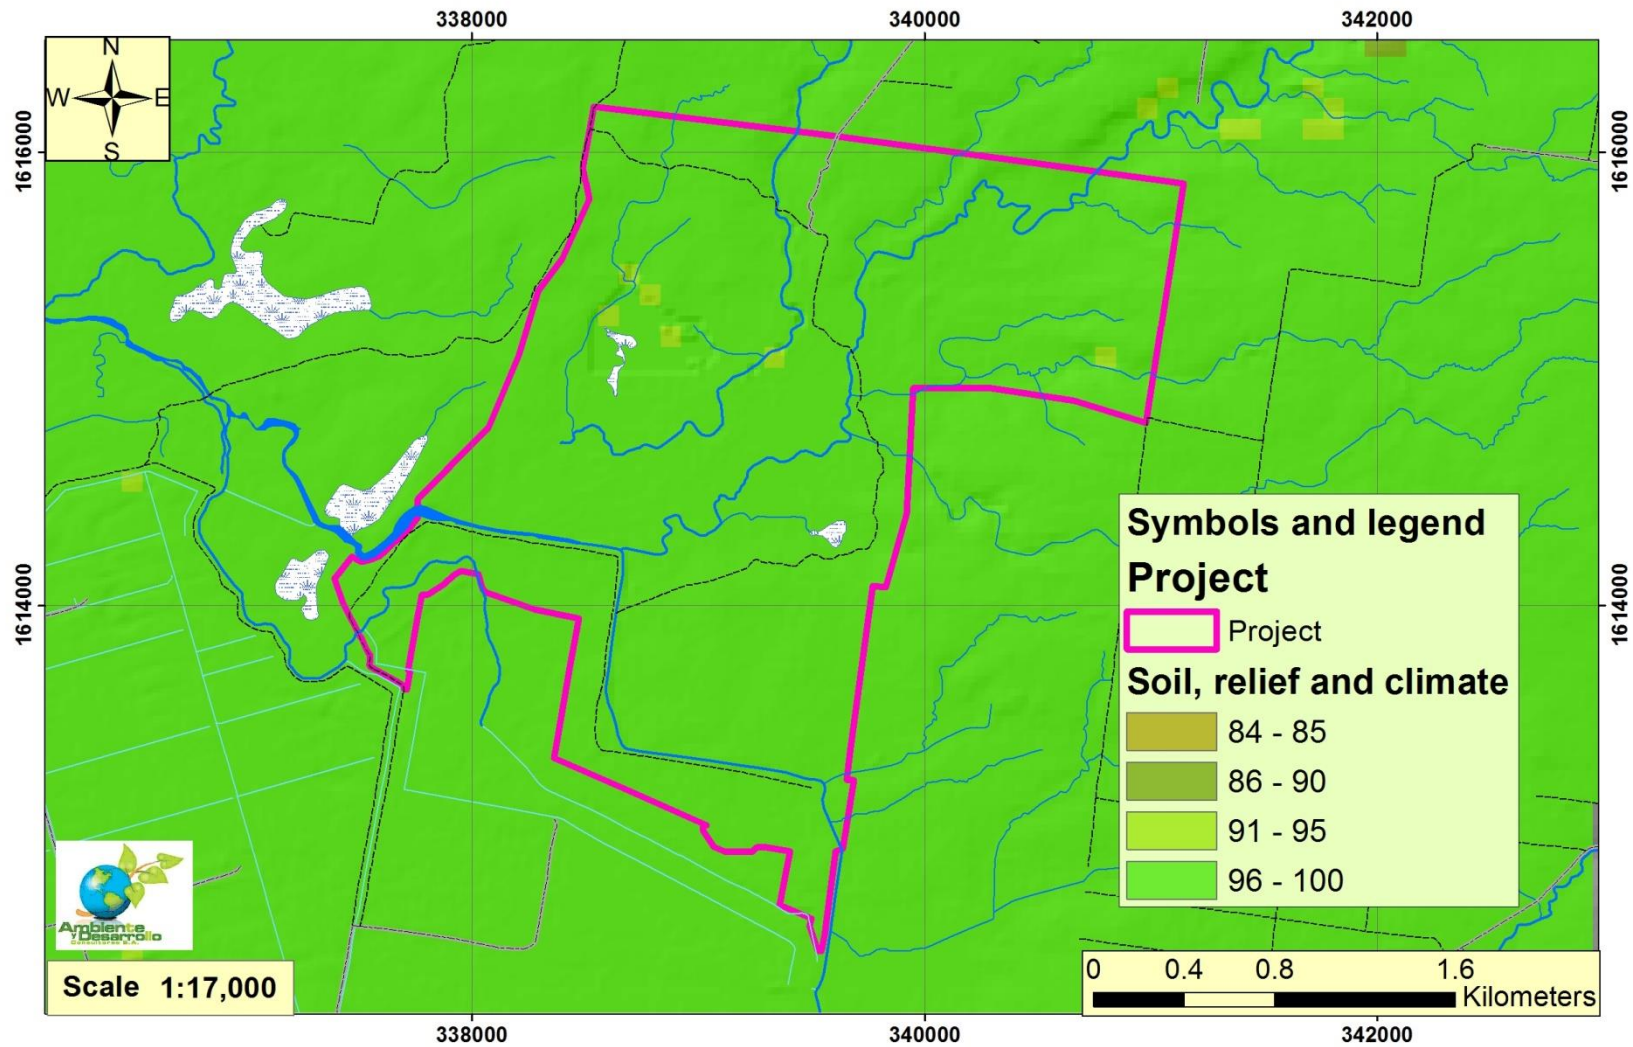 338000
340000
342000
N
W E
S
1616000
1616000
1614000
1614000
Symbols and legend
Project
Project
Soil, relief and climate
84 - 85
86 - 90
91 - 95
96 - 100
Ambiente
y Desarrollo
Consultores S.A.
Scale 1:17,000
0 0.4 0.8 1.6
Kilometers
338000
340000
342000